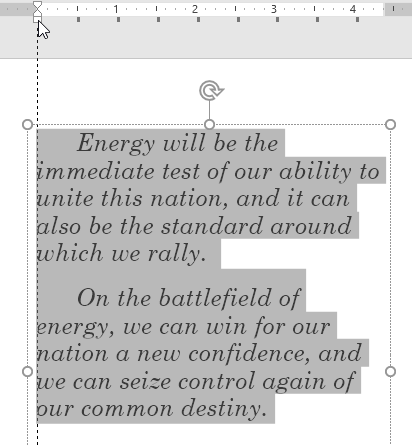 1 2 3 4
Energy will be the
immediate test of our ability to
unite this nation, and it can
also be the standard around
which we rally.
On the battlefield of
energy, we can win for our
nation a new confidence, and
we can seize control again of
our common destiny.